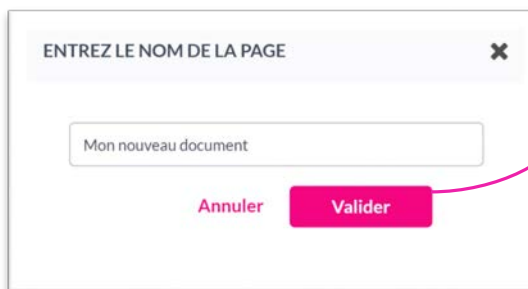 ENTREZ LE NOM DE LA PAGE
Mon nouveau document
Annuler Valider